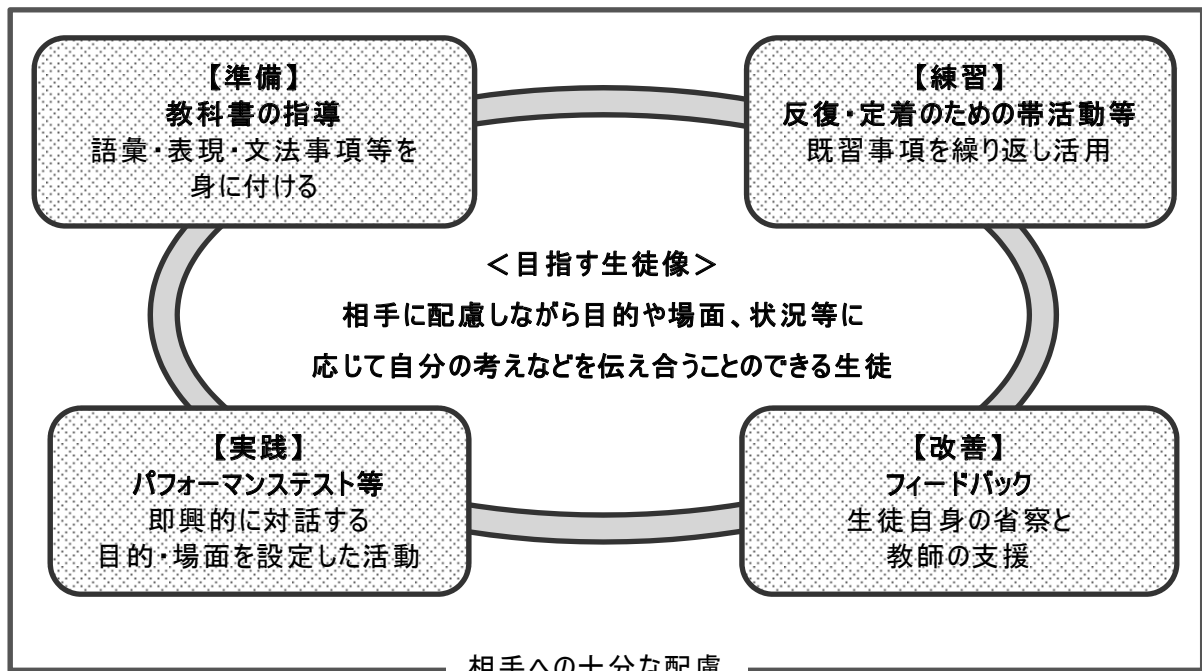 【準備】
教科書の指導
語彙・表現・文法事項等を
身に付ける
【練習】
反復・定着のための帯活動等
既習事項を繰り返し活用
＜目指す生徒像＞
相手に配慮しながら目的や場面、状況等に
応じて自分の考えなどを伝え合うことのできる生徒
【実践】
パフォーマンステスト等
即興的に対話する
目的・場面を設定した活動
【改善】
フィードバック
生徒自身の省察と
教師の支援
相手への十分な配慮